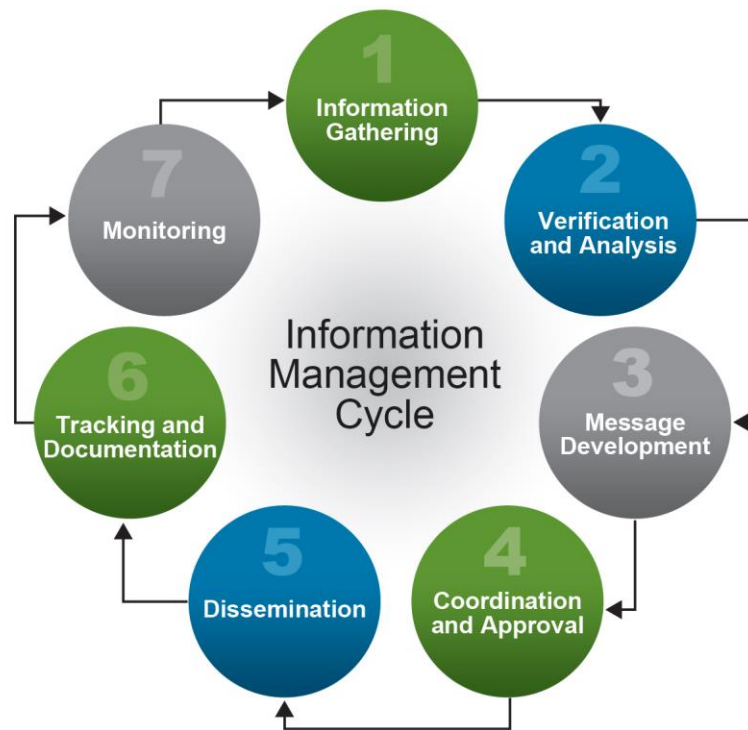 1
Information
Gathering
2
Verification
and Analysis
3
Message
Development
4
Coordination
and Approval
5
Dissemination
6
Tracking and
Documentation
7
Monitoring
Information
Management
Cycle